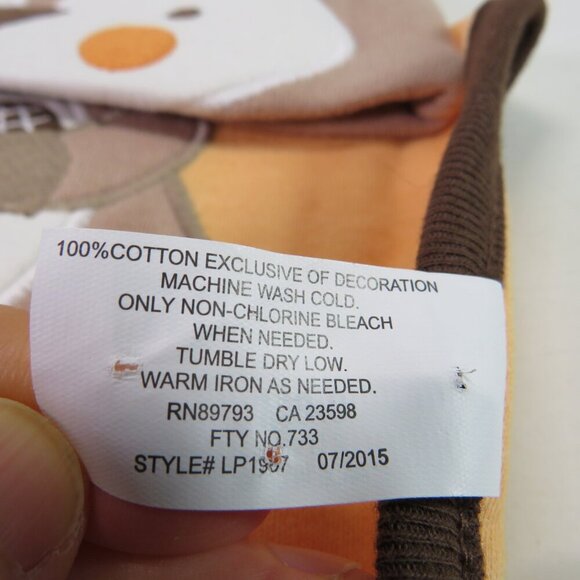 100%COTTON EXCLUSIVE OF DECORATION
MACHINE WASH COLD.
ONLY NON-CHLORINE BLEACH
WHEN NEEDED.
TUMBLE DRY LOW.
WARM IRON AS NEEDED.
RN89793 CA 23598
FTY NO.733
STYLE# 07/2015